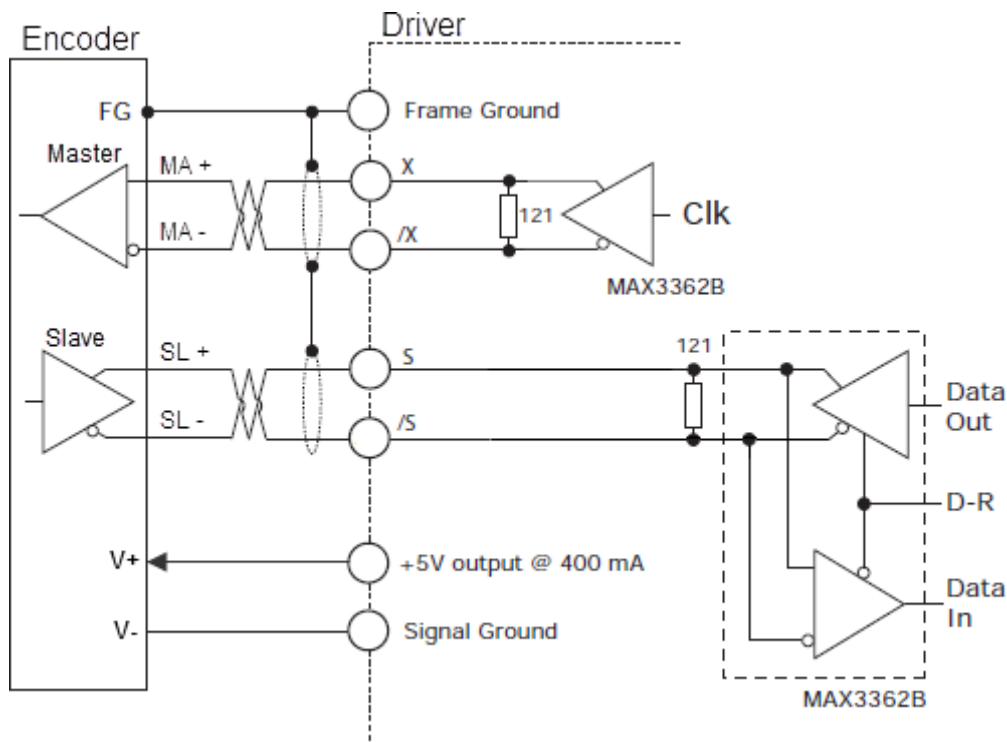 Encoder
Driver
FG
Frame Ground
Master
MA +
X
121
Clk
MA -
/X
MAX3362B
Slave
SL +
S
121
Data
Out
SL -
/S
D-R
V+
+5V output @ 400 mA
Data
In
V-
Signal Ground
MAX3362B